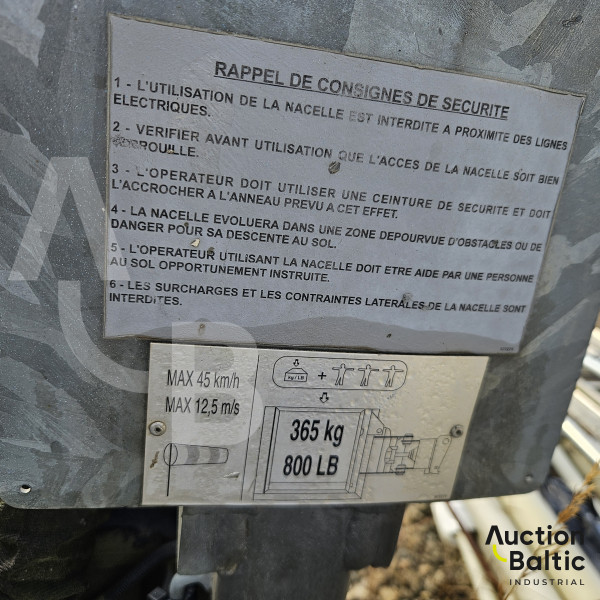 RAPPEL DE CONSIGNES DE SECURITE
1 - L'UTILISATION DE LA NACELLE EST INTERDITE A PROXIMITE DES LIGNES
ELECTRIQUES.
2 - VERIFIER AVANT UTILISATION QUE L'ACCES DE LA NACELLE SOIT BIEN
ROUILLE.
3 - L'OPERATEUR DOIT UTILISER UNE CEINTURE DE SECURITE ET DOIT
L'ACCROCHER A L'ANNEAU PREVU A CET EFFET.
4 - LA NACELLE EVOLUERA DANS UNE ZONE DEPOURVUE D'OBSTACLES OU DE
DANGER POUR SA DESCENTE AU SOL.
5 - L'OPERATEUR UTILISANT LA NACELLE DOIT ETRE AIDE PAR UNE PERSONNE
AU SOL OPPORTUNEMENT INSTRUITE.
6 - LES SURCHARGES ET LES CONTRAINTES LATERALES DE LA NACELLE SONT
INTERDITES.
MAX 45 km/h
MAX 12,5 m/s
kg / LB
+
365 kg
800 LB
AB
Auction
Baltic
INDUSTRIAL